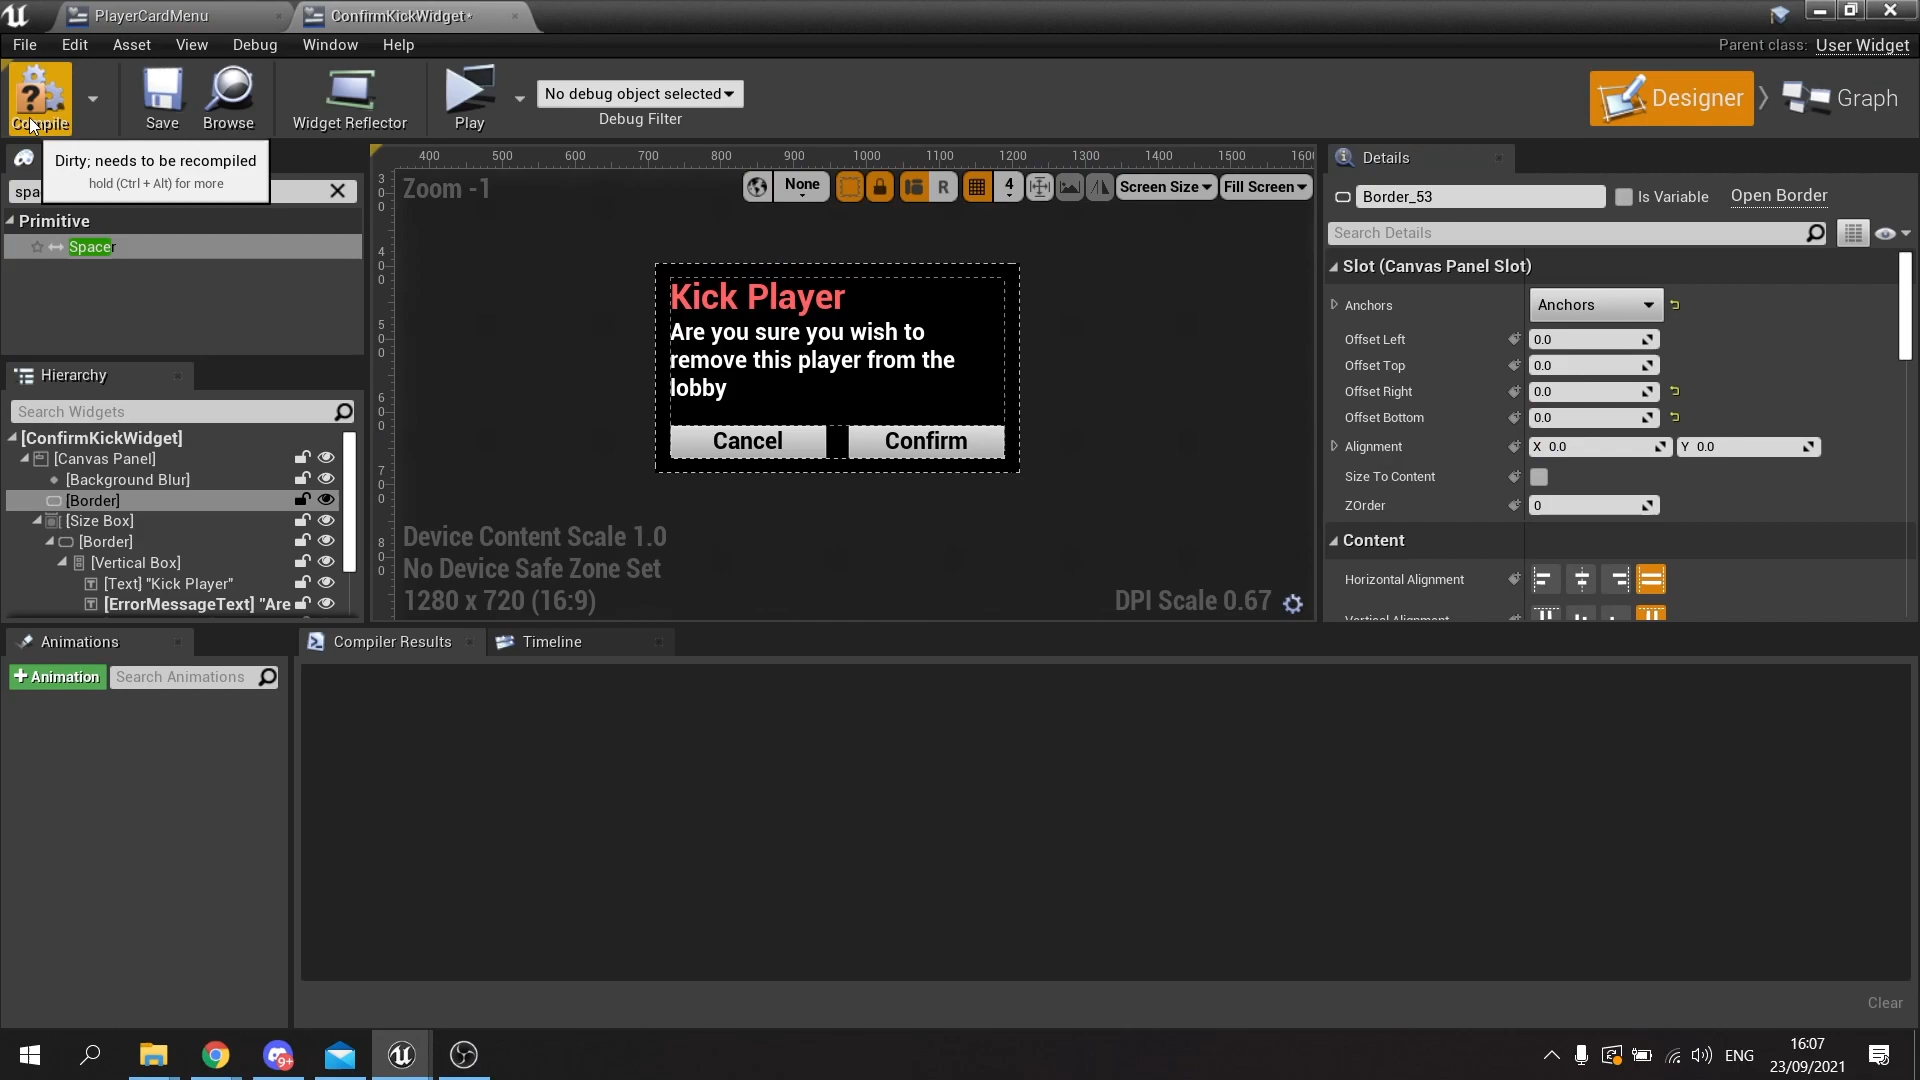 PlayerCardMenu
ConfirmKickWidget*
File Edit Asset View Debug Window Help
Parent class: User Widget
Compile
Save
Browse
Widget Reflector
Play
No debug object selected
Debug Filter
Designer
Graph
Dirty; needs to be recompiled
hold (Ctrl + Alt) for more
spac
Primitive
Spacer
Hierarchy
Search Widgets
[ConfirmKickWidget]
[Canvas Panel]
[Background Blur]
[Border]
[Size Box]
[Border]
[Vertical Box]
[Text] "Kick Player"
[ErrorMessageText] "Are
400 500 600 700 800 900 1000 1100 1200 1300 1400 1500 1600
Zoom -1
None
R
4
Screen Size
Fill Screen
Kick Player
Are you sure you wish to
remove this player from the
lobby
Cancel
Confirm
Device Content Scale 1.0
No Device Safe Zone Set
1280 x 720 (16:9)
DPI Scale 0.67
Details
Border_53
Is Variable
Open Border
Search Details
Slot (Canvas Panel Slot)
Anchors
Anchors
Offset Left
0.0
Offset Top
0.0
Offset Right
0.0
Offset Bottom
0.0
Alignment
X 0.0
Y 0.0
Size To Content
ZOrder
0
Content
Horizontal Alignment
Vertical Alignment
Animations
+ Animation
Search Animations
Compiler Results
Timeline
Clear
9+
ENG
16:07
23/09/2021